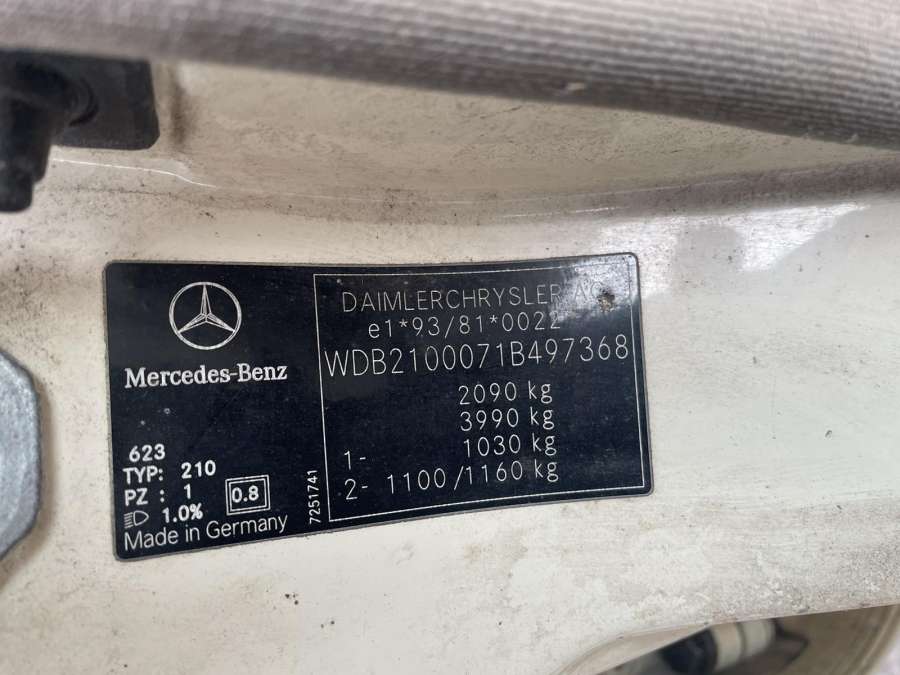 Mercedes-Benz
623
TYP: 210
PZ : 1
0.8
1.0%
Made in Germany
7251741
DAIMLERCHRYSLER AG
e1*93/81*0022
WDB2100071B497368
2090 kg
3990 kg
1- 1030 kg
2- 1100/1160 kg